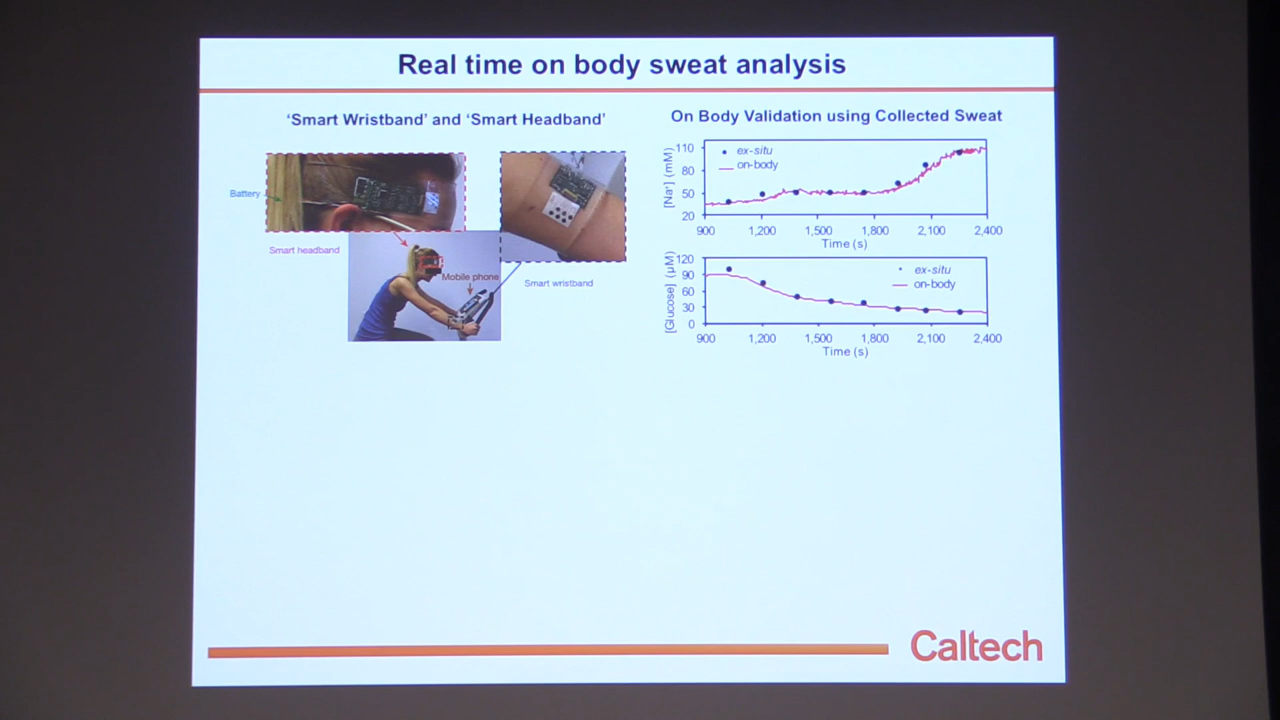 Real time on body sweat analysis
'Smart Wristband' and 'Smart Headband'
Battery
Smart headband
Mobile phone
Smart wristband
On Body Validation using Collected Sweat
[Na+] (mM)
110
80
50
20
ex-situ
on-body
900 1,200 1,500 1,800 2,100 2,400
Time (s)
[Glucose] (µM)
120
90
60
30
0
ex-situ
on-body
900 1,200 1,500 1,800 2,100 2,400
Time (s)
Caltech